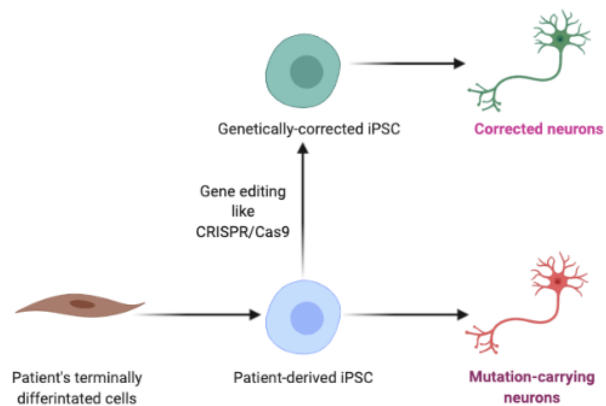 Genetically-corrected iPSC
Corrected neurons
Gene editing
like
CRISPR/Cas9
Patient's terminally
differintated cells
Patient-derived iPSC
Mutation-carrying
neurons